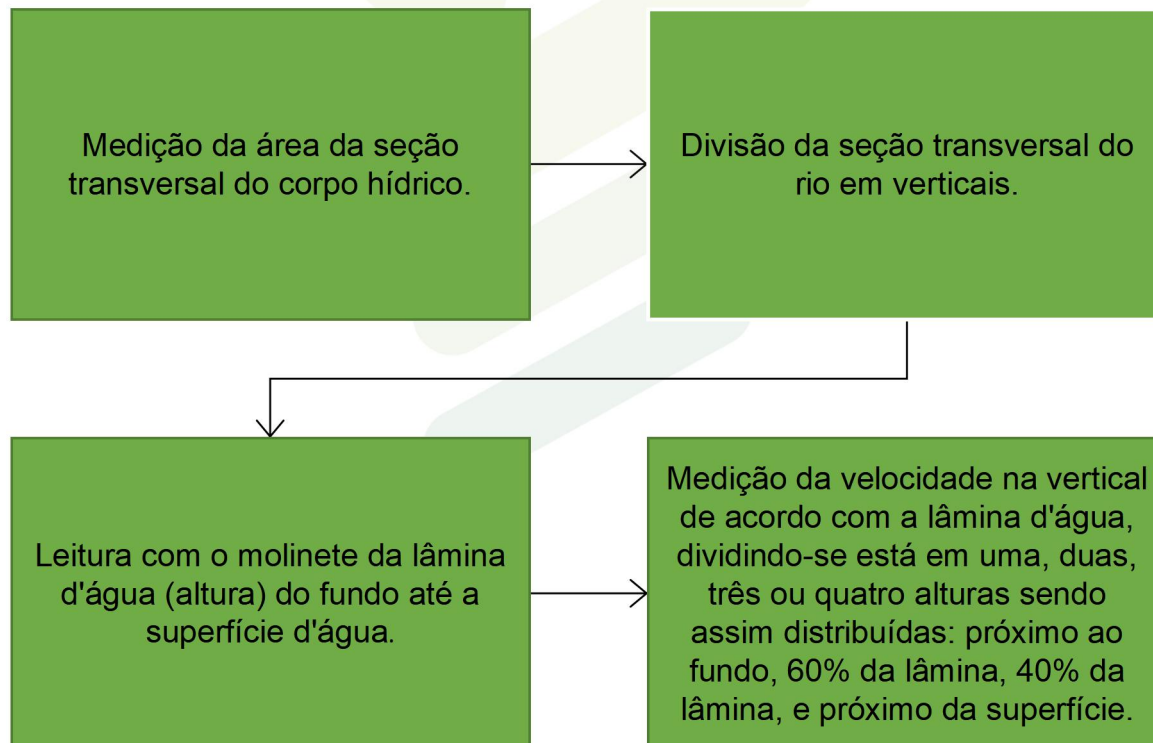 Medição da área da seção
transversal do corpo hídrico.
Divisão da seção transversal do
rio em verticais.
Leitura com o molinete da lâmina
d'água (altura) do fundo até a
superfície d'água.
Medição da velocidade na vertical
de acordo com a lâmina d'água,
dividindo-se está em uma, duas,
três ou quatro alturas sendo
assim distribuídas: próximo ao
fundo, 60% da lâmina, 40% da
lâmina, e próximo da superfície.